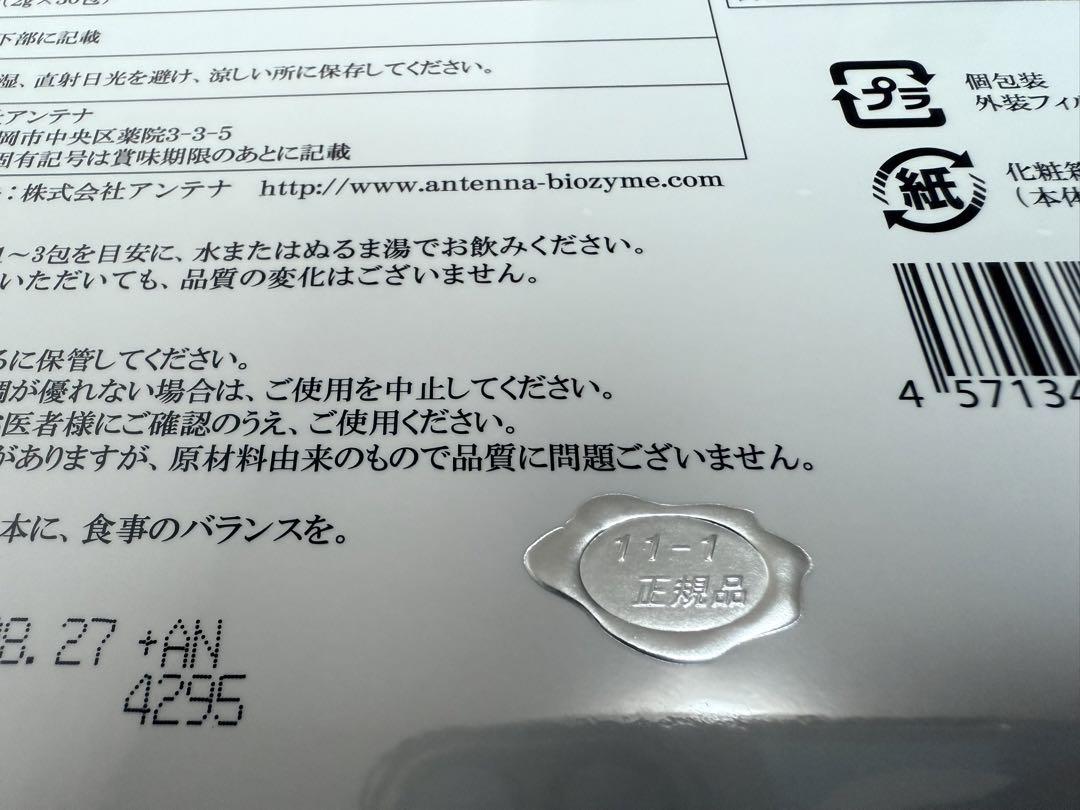 (2g×30包)
下部に記載
湿、直射日光を避け、涼しい所に保存してください。
社アンテナ
岡市中央区薬院3-3-5
固有記号は賞味期限のあとに記載
：株式会社アンテナ http://www.antenna-biozyme.com
プラ
個包装
外装フィル
紙
化粧箱
（本体
1～3包を目安に、水またはぬるま湯でお飲みください。
いただいても、品質の変化はございません。
4 57134
ろに保管してください。
調が優れない場合は、ご使用を中止してください。
お医者様にご確認のうえ、ご使用ください。
がありますが、原材料由来のもので品質に問題ございません。
本に、食事のバランスを。
11-1
正規品
8. 27 +AN
4295